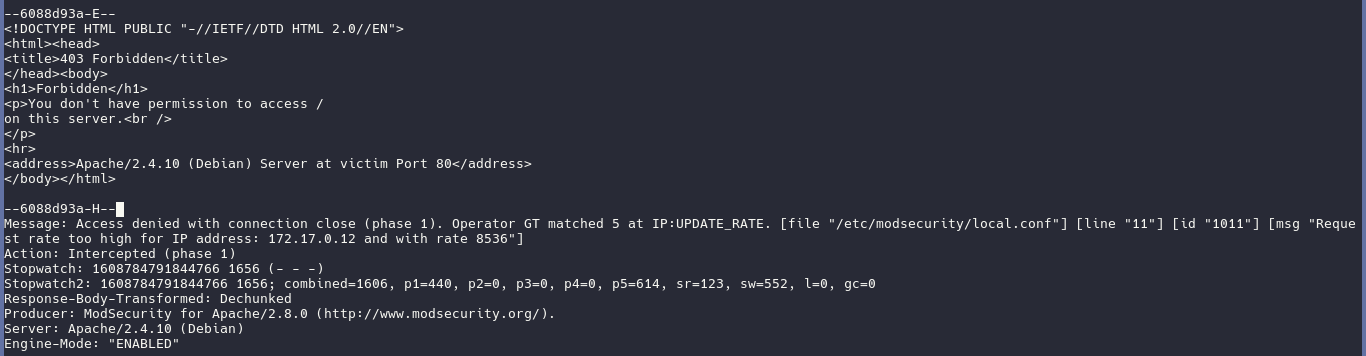 --6088d93a-E--
<!DOCTYPE HTML PUBLIC "-//IETF//DTD HTML 2.0//EN">
<html><head>
<title>403 Forbidden</title>
</head><body>
<h1>Forbidden</h1>
<p>You don't have permission to access /
on this server.<br />
</p>
<hr>
<address>Apache/2.4.10 (Debian) Server at victim Port 80</address>
</body></html>

--6088d93a-H--
Message: Access denied with connection close (phase 1). Operator GT matched 5 at IP:UPDATE_RATE. [file "/etc/modsecurity/local.conf"] [line "11"] [id "1011"] [msg "Reque
st rate too high for IP address: 172.17.0.12 and with rate 8536"]
Action: Intercepted (phase 1)
Stopwatch: 1608784791844766 1656 (- - -)
Stopwatch2: 1608784791844766 1656; combined=1606, p1=440, p2=0, p3=0, p4=0, p5=614, sr=123, sw=552, l=0, gc=0
Response-Body-Transformed: Dechunked
Producer: ModSecurity for Apache/2.8.0 (http://www.modsecurity.org/).
Server: Apache/2.4.10 (Debian)
Engine-Mode: "ENABLED"